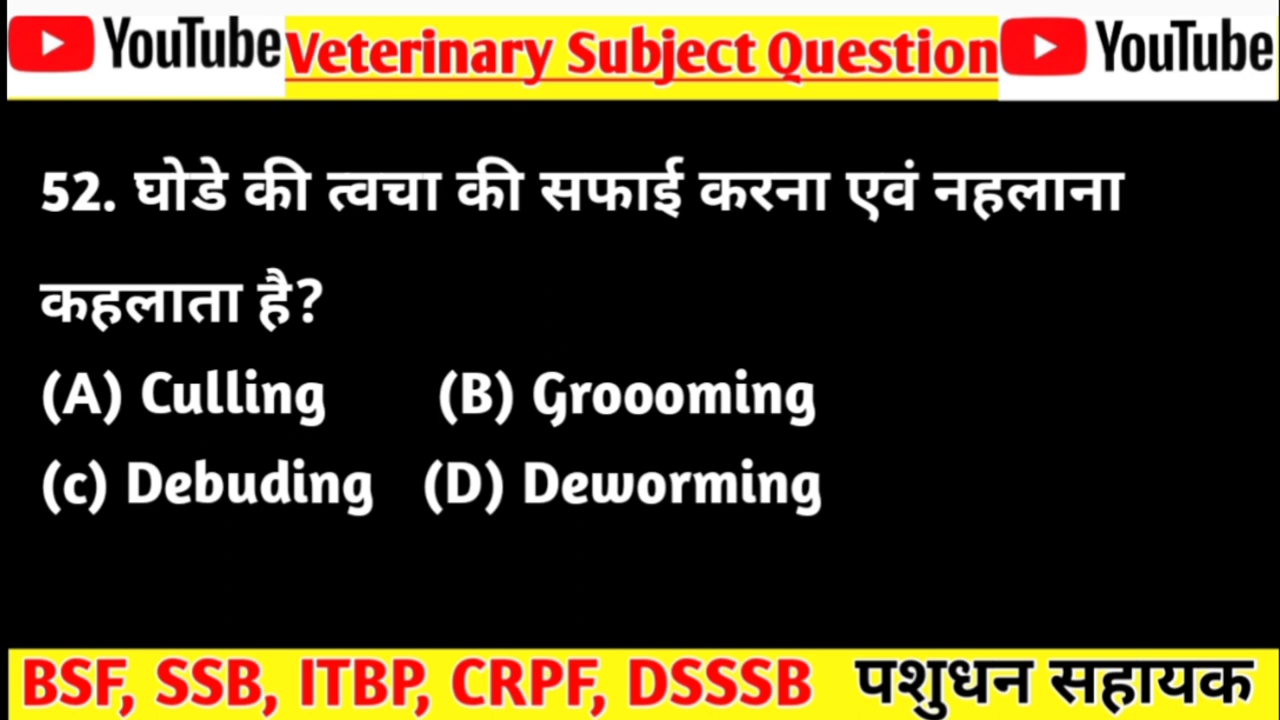 YouTube Veterinary Subject Question YouTube
52. घोडे की त्वचा की सफाई करना एवं नहलाना
कहलाता है?
(A) Culling (B) Groooming
(c) Debuding (D) Deworming
BSF, SSB, ITBP, CRPF, DSSSB पशुधन सहायक